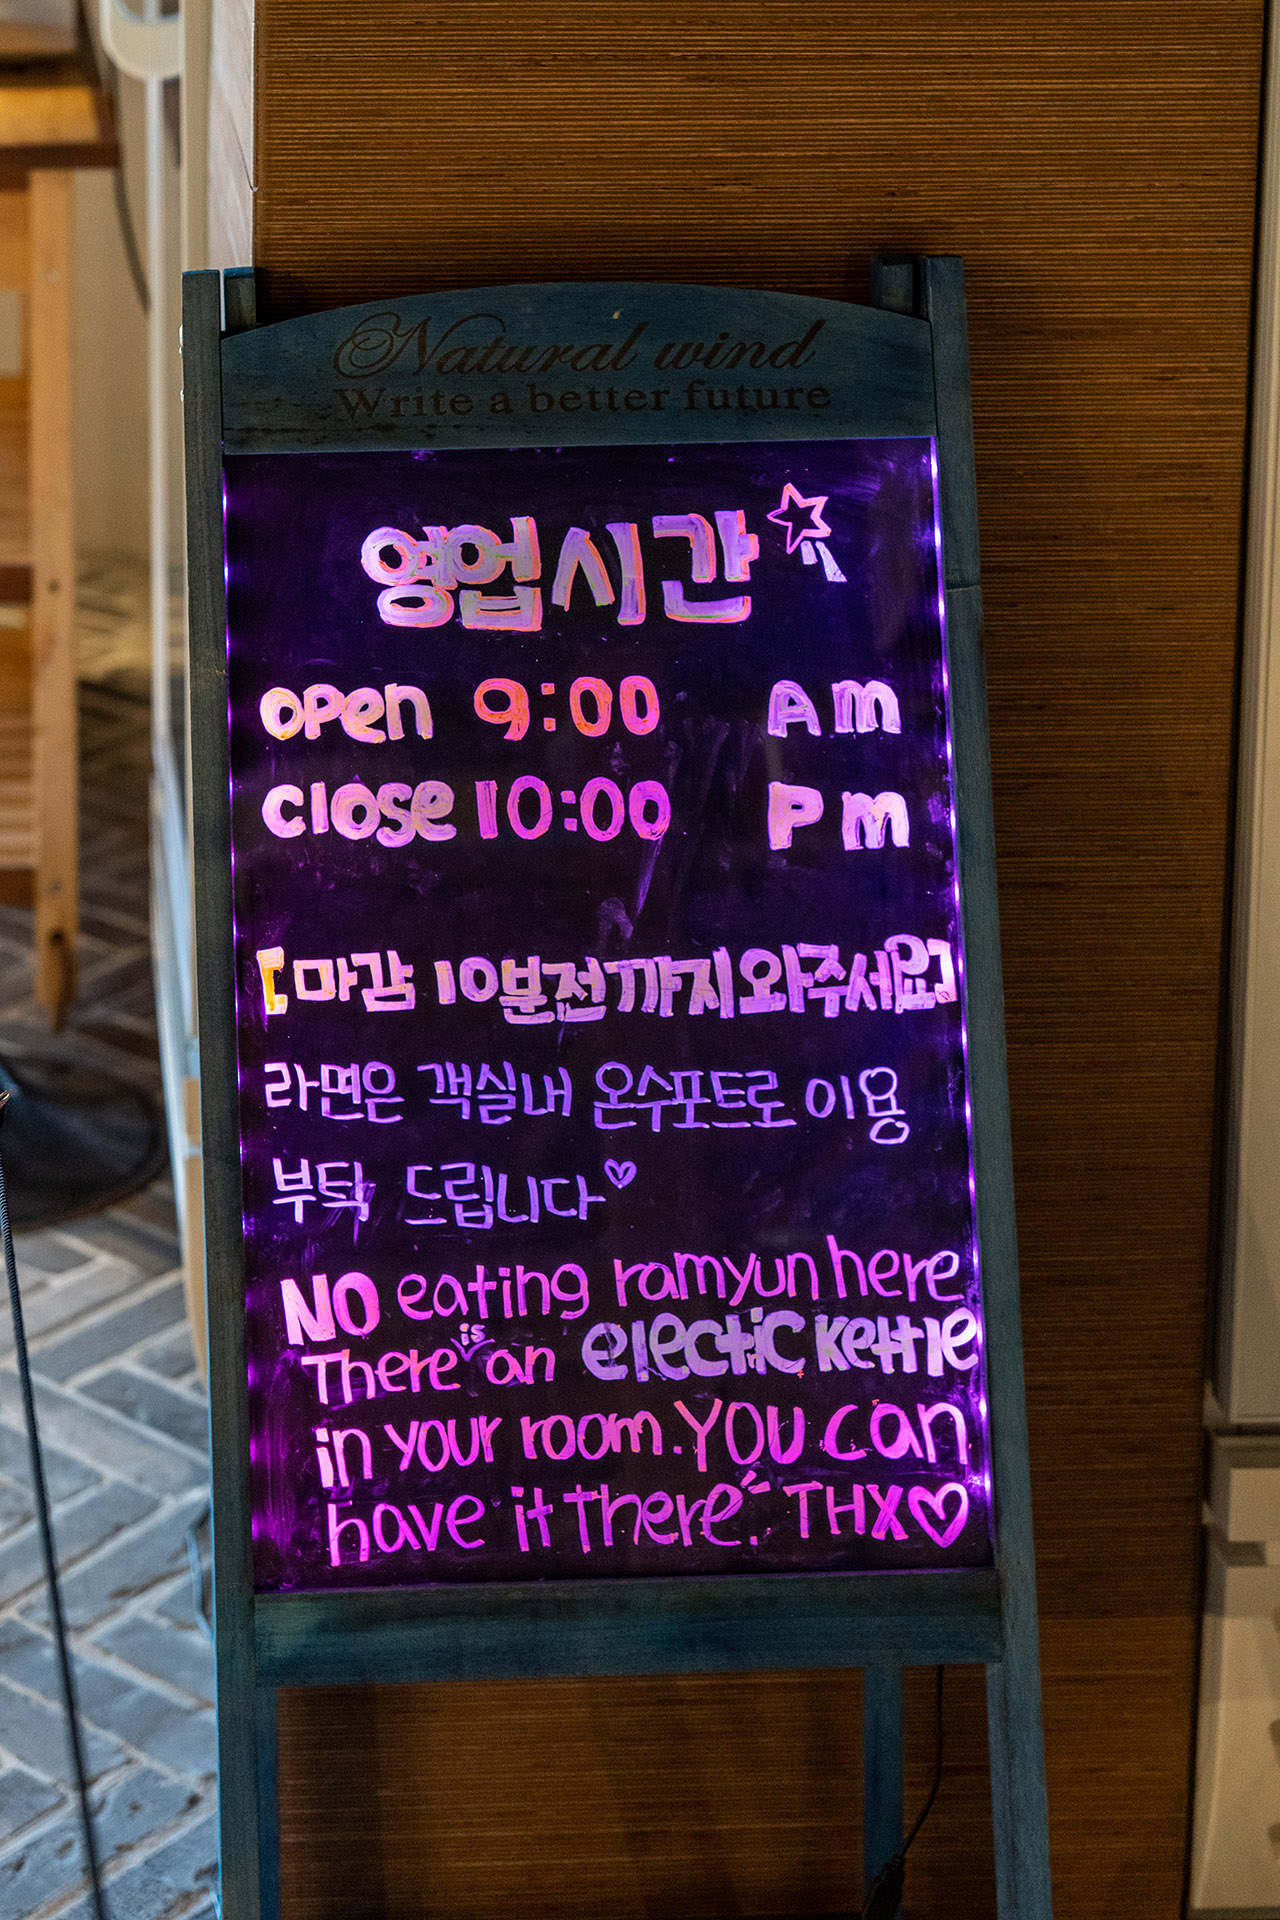 Natural wind
Write a better future
영업시간
open 9:00 AM
close 10:00 PM
【마감 10분전까지와주세요】
라면은 객실내 온수포트로 이용
부탁 드립니다♡
NO eating ramyun here
There is an electic kettle
in your room. YOU can
have it there. THX♡